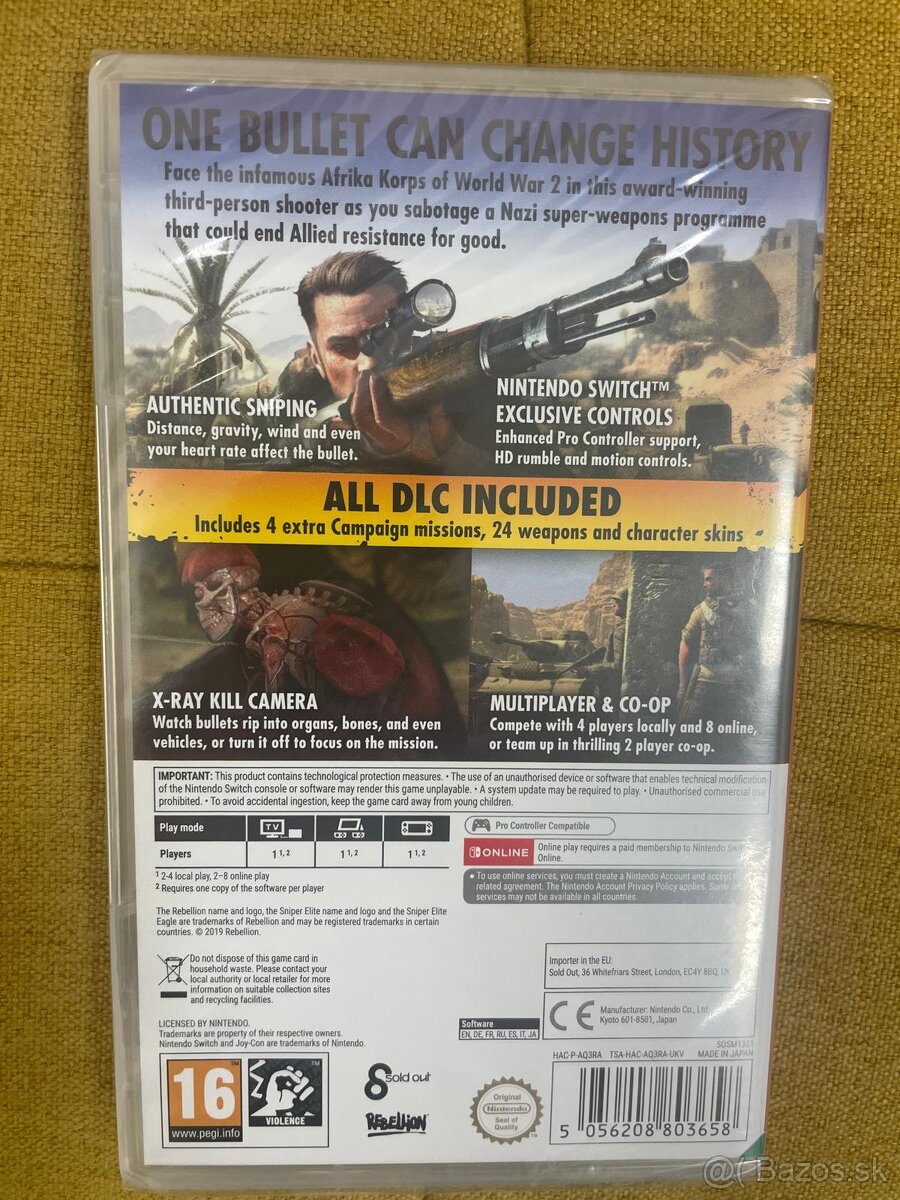 ONE BULLET CAN CHANGE HISTORY
Face the infamous Afrika Korps of World War 2 in this award-winning
third-person shooter as you sabotage a Nazi super-weapons programme
that could end Allied resistance for good.
AUTHENTIC SNIPING
Distance, gravity, wind and even
your heart rate affect the bullet.
NINTENDO SWITCH™
EXCLUSIVE CONTROLS
Enhanced Pro Controller support,
HD rumble and motion controls.
ALL DLC INCLUDED
Includes 4 extra Campaign missions, 24 weapons and character skins
X-RAY KILL CAMERA
Watch bullets rip into organs, bones, and even
vehicles, or turn it off to focus on the mission.
MULTIPLAYER & CO-OP
Compete with 4 players locally and 8 online,
or team up in thrilling 2 player co-op.
IMPORTANT: This product contains technological protection measures. • The use of an unauthorised device or software that enables technical modification
of the Nintendo Switch console or software may render this game unplayable. • A system update may be required to play. • Unauthorised commercial use
prohibited. • To avoid accidental ingestion, keep the game card away from young children.
Play mode TV
Players 1 1, 2 1 1, 2 1 1, 2
1 2-4 local play, 2-8 online play
2 Requires one copy of the software per player
Pro Controller Compatible
ONLINE
Online play requires a paid membership to Nintendo
Online.
• To use online services, you must create a Nintendo Account and accept
related agreement. The Nintendo Account Privacy Policy applies. Some
services may not be available in all countries.
The Rebellion name and logo, the Sniper Elite name and logo and the Sniper Elite
Eagle are trademarks of Rebellion and may be registered trademarks in certain
countries. © 2019 Rebellion.
Do not dispose of this game card in
household waste. Please contact your
local authority or local retailer for more
information on suitable collection sites
and recycling facilities.
Importer in the EU:
Sold Out, 36 Whitefriars Street, London, EC4Y 8BQ, UK
CE
Manufacturer: Nintendo Co., Ltd
Kyoto 601-8501, Japan
LICENSED BY NINTENDO.
Trademarks are property of their respective owners.
Nintendo Switch and Joy-Con are trademarks of Nintendo.
Software
EN, DE, FR, RU, ES, IT, JA
SOSM1351
HAC-P-AQ3RA TSA-HAC-AQ3RA-UKV MADE IN JAPAN
16™
www.pegi.info
™
VIOLENCE
Sold out
REBELLION
Original
Nintendo
Seal of
Quality
™
5 056208 803658
@( Bazos.sk